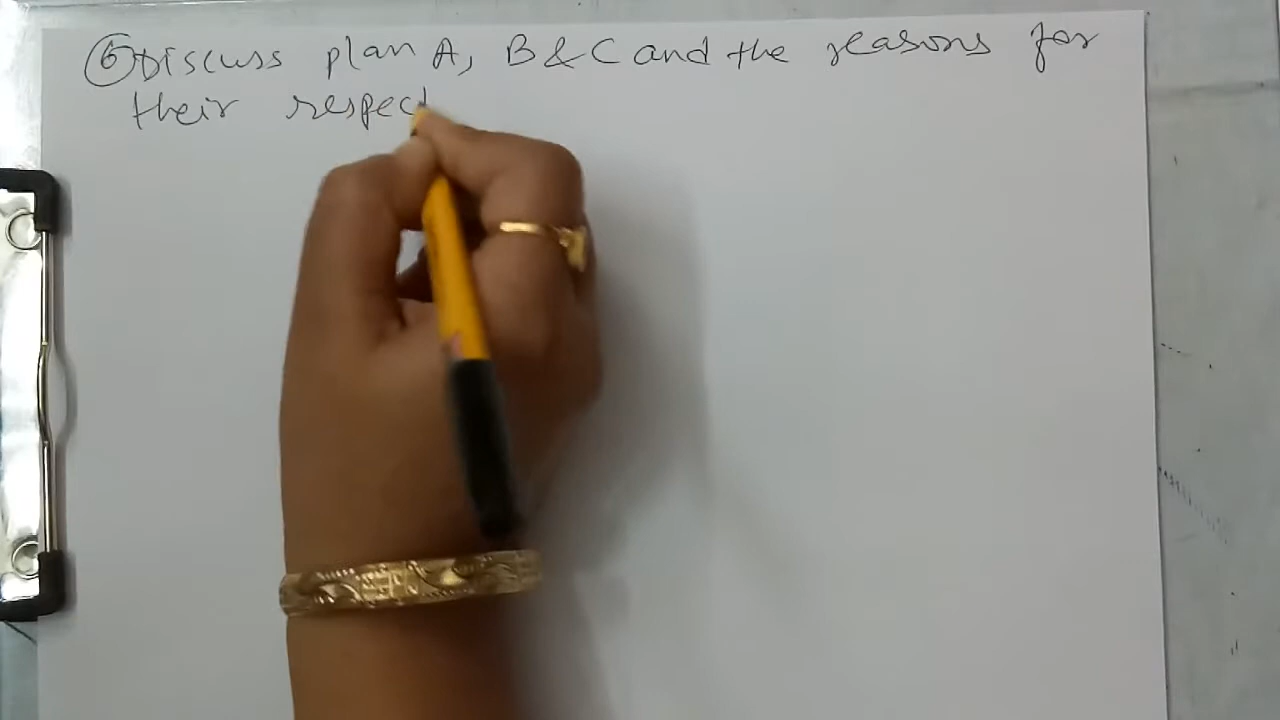 ⑥Discuss plan A, B & C and the reasons for
their respect